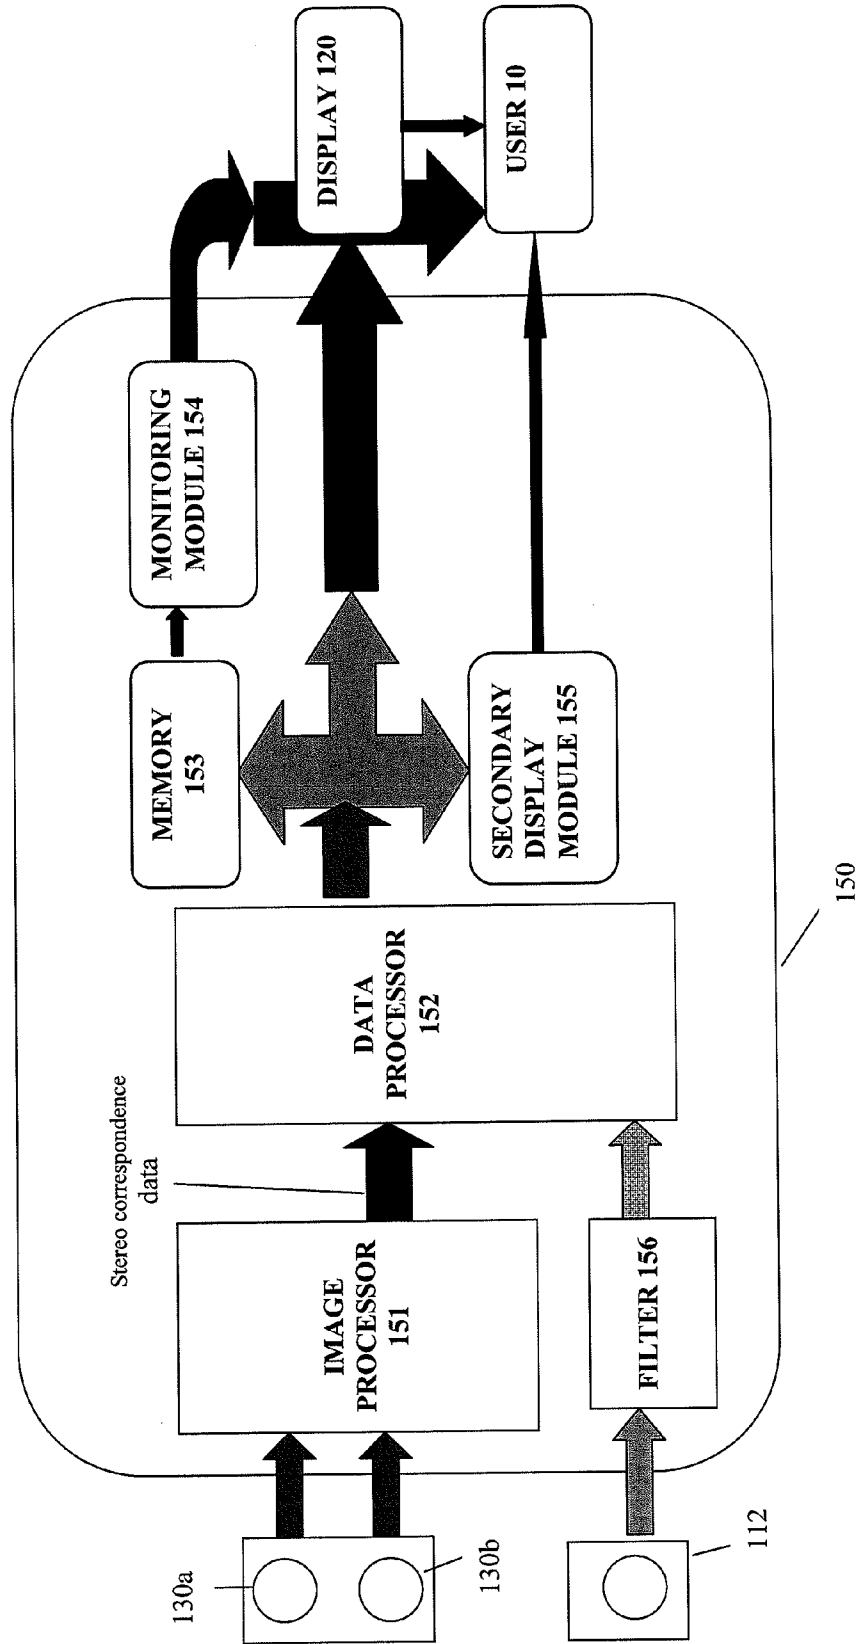 130a
130b
112
IMAGE
PROCESSOR
151
FILTER 156
Stereo correspondence
data
DATA
PROCESSOR
152
150
MEMORY
153
SECONDARY
DISPLAY
MODULE 155
MONITORING
MODULE 154
DISPLAY 120
USER 10